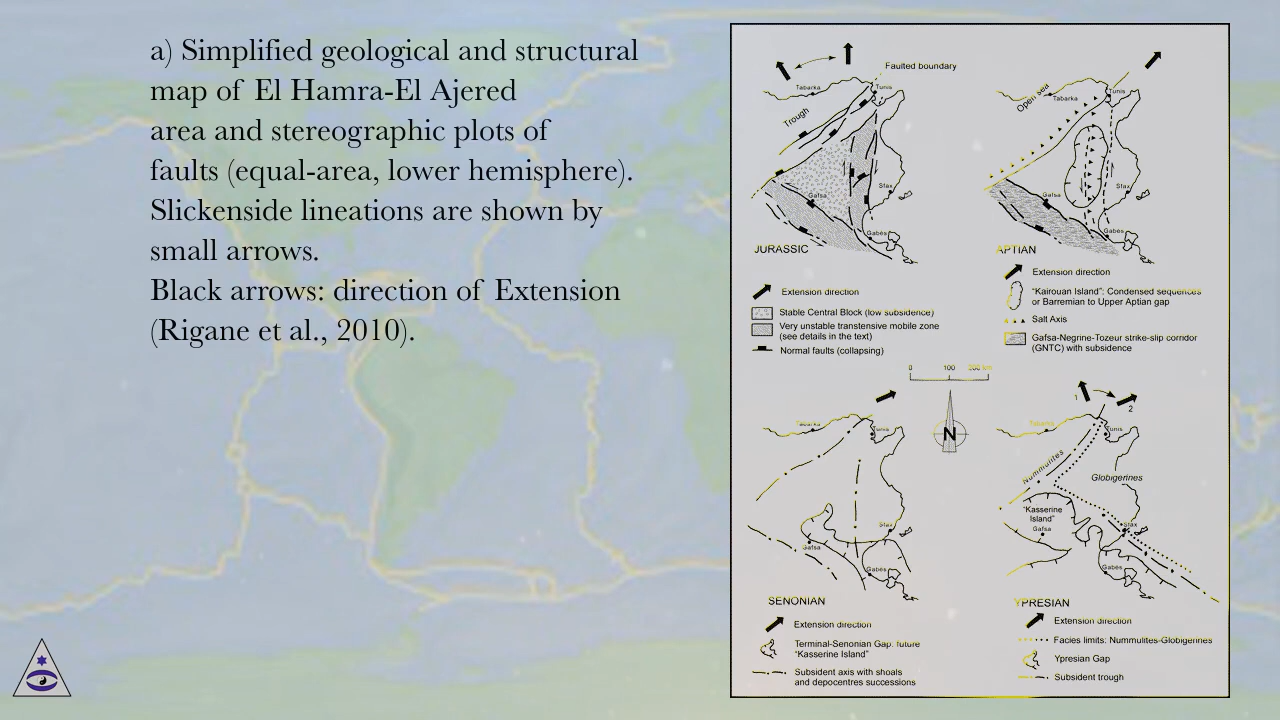 a) Simplified geological and structural
map of El Hamra-El Ajered
area and stereographic plots of
faults (equal-area, lower hemisphere).
Slickenside lineations are shown by
small arrows.
Black arrows: direction of Extension
(Rigane et al., 2010).
Faulted boundary
Tabarka
Tunis
Trough
Gafsa
Sfax
Gabès
JURASSIC
Extension direction
Stable Central Block (low subsidence)
Very unstable transtensive mobile zone
(see details in the text)
Normal faults (collapsing)
Open sea
Tabarka
Tunis
Gafsa
Sfax
Gabes
APTIAN
Extension direction
"Kairouan Island": Condensed sequences
or Barremian to Upper Aptian gap
Salt Axis
Gafsa-Negrine-Tozeur strike-slip corridor
(GNTC) with subsidence
0 100 200 km
N
Tabarka
Tunis
Sfax
Gafsa
Gabès
SENONIAN
Extension direction
Terminal-Senonian Gap: future
"Kasserine Island"
Subsident axis with shoals
and depocentres successions
1
2
Tabarka
Tunis
Nummulites
Globigerines
"Kasserine
Island"
Gafsa
Sfax
Gabès
YPRESIAN
Extension direction
Facies limits: Nummulites-Globigerines
Ypresian Gap
Subsident trough